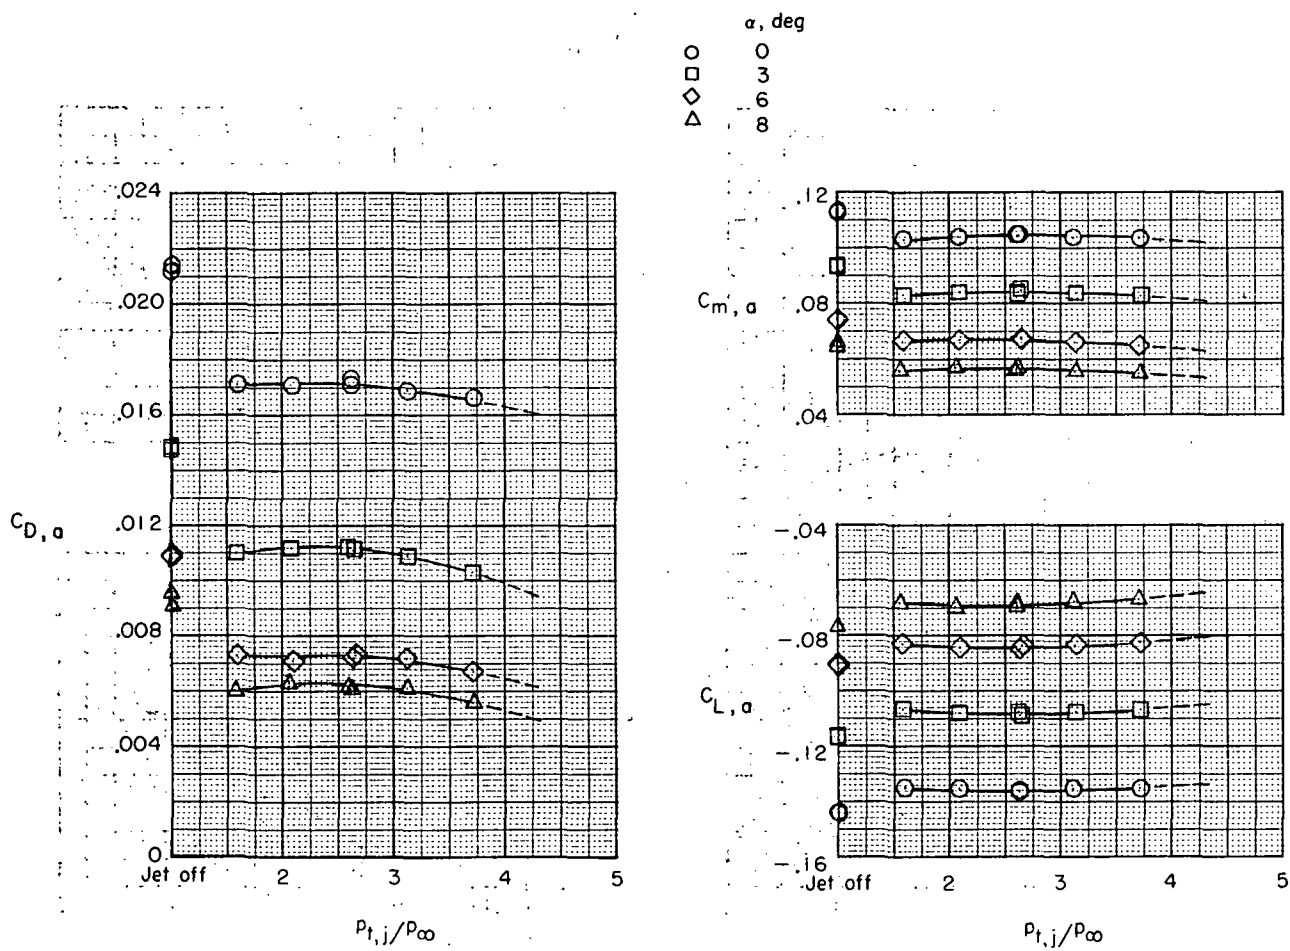 α, deg
0
3
6
8
.024
.020
.016
.012
.008
.004
0
C_D,a
Jet off 2 3 4 5
p_t,j/p_∞
.12
.08
.04
C_m',a
-.04
-.08
-.12
-.16
C_L,a
Jet off 2 3 4 5
p_t,j/p_∞